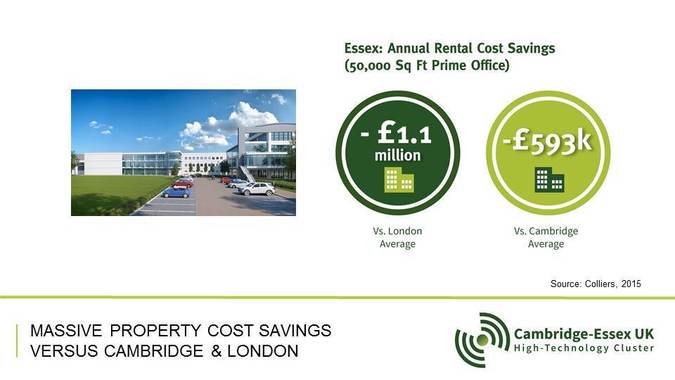 Essex: Annual Rental Cost Savings
(50,000 Sq Ft Prime Office)
- £1.1
million
-£593k
Vs. London
Average
Vs. Cambridge
Average
Source: Colliers, 2015
MASSIVE PROPERTY COST SAVINGS
VERSUS CAMBRIDGE & LONDON
Cambridge-Essex UK
High-Technology Cluster